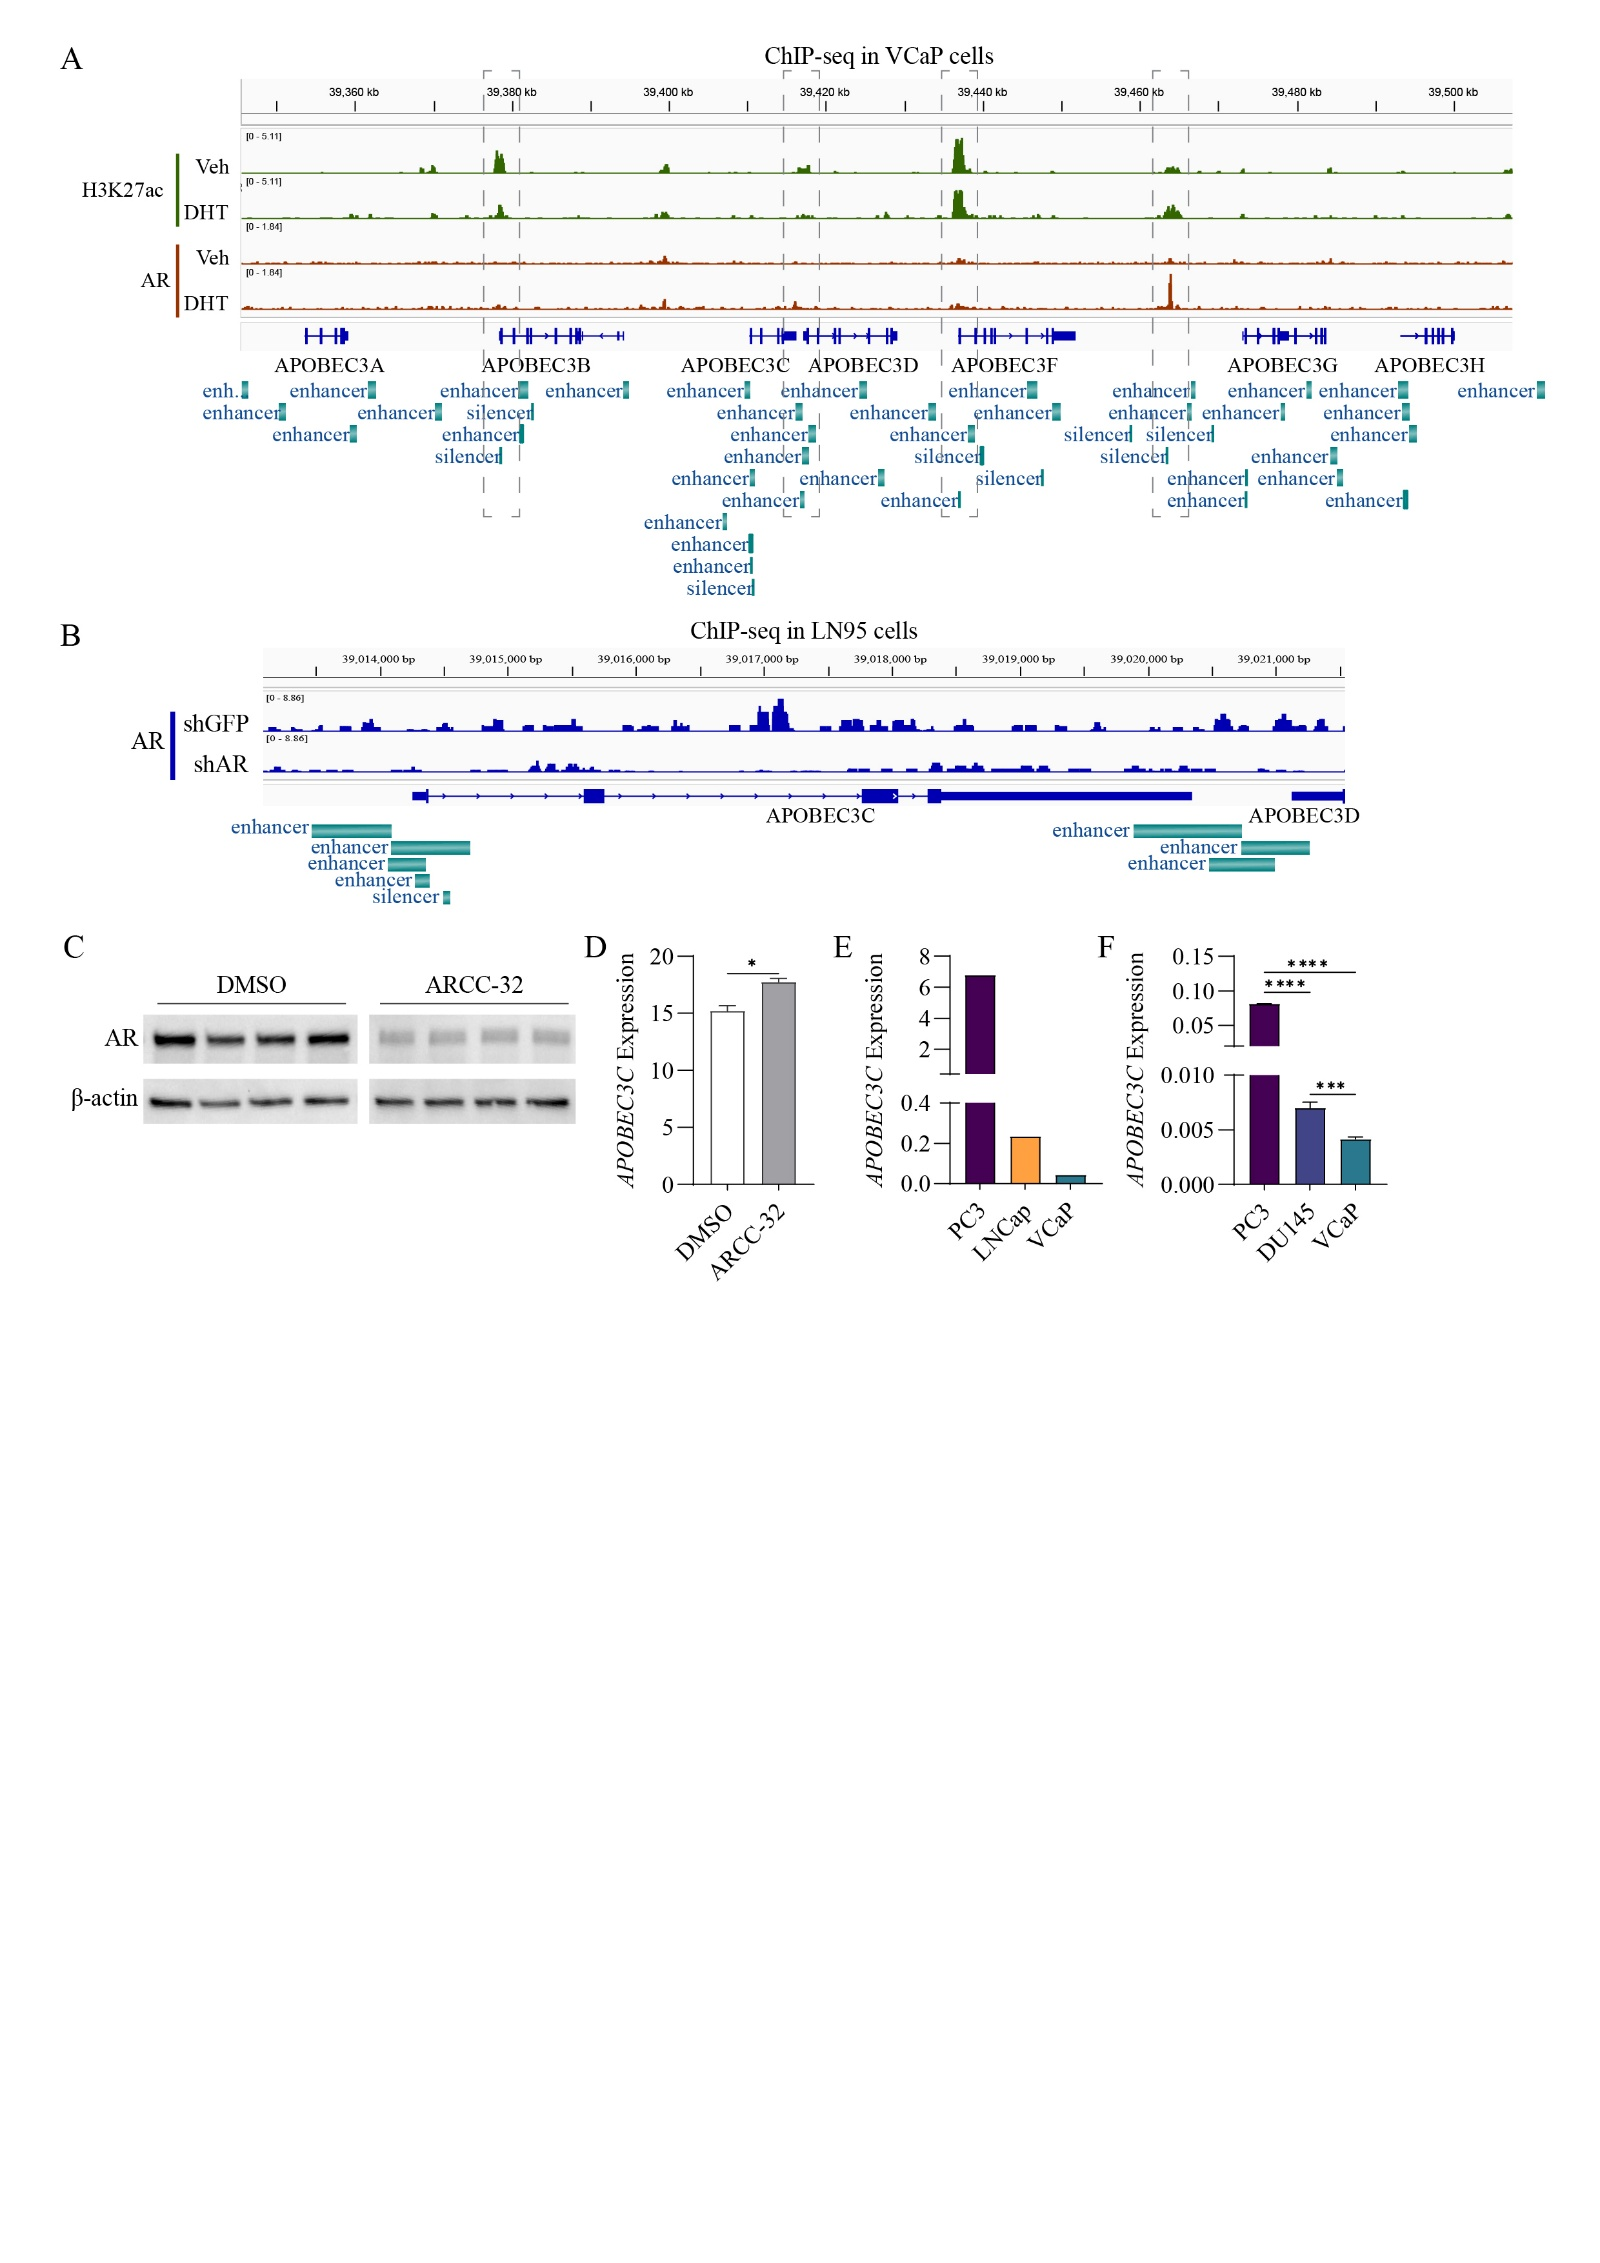 A
ChIP-seq in VCaP cells
39,360 kb 39,380 kb 39,400 kb 39,420 kb 39,440 kb 39,460 kb 39,480 kb 39,500 kb
[0 - 5.11]
Veh
H3K27ac
[0 - 5.11]
DHT
[0 - 1.84]
Veh
AR
[0 - 1.84]
DHT
APOBEC3A APOBEC3B APOBEC3C APOBEC3D APOBEC3F APOBEC3G APOBEC3H
enh.. enhancer enhancer enhancer enhancer enhancer enhancer enhancer enhancer enhancer enhancer
enhancer enhancer silencer enhancer enhancer enhancer enhancer enhancer enhancer
enhancer enhancer enhancer enhancer silencer silencer enhancer
silencer enhancer silencer silencer enhancer
enhancer enhancer silencer enhancer enhancer
enhancer enhancer enhancer enhancer
enhancer
enhancer
enhancer
silencer
B
ChIP-seq in LN95 cells
39,014,000 bp 39,015,000 bp 39,016,000 bp 39,017,000 bp 39,018,000 bp 39,019,000 bp 39,020,000 bp 39,021,000 bp
[0 - 8.86]
shGFP
AR
[0 - 8.86]
shAR
APOBEC3C APOBEC3D
enhancer enhancer
enhancer enhancer
enhancer enhancer
enhancer
silencer
C
DMSO ARCC-32
AR
β-actin
D
APOBEC3C Expression
20
15
10
5
0
*
DMSO
ARCC-32
E
APOBEC3C Expression
8
6
4
2
0.4
0.2
0.0
PC3
LNCap
VCaP
F
APOBEC3C Expression
0.15
0.10
0.05
0.010
0.005
0.000
****
****
***
PC3
DU145
VCaP